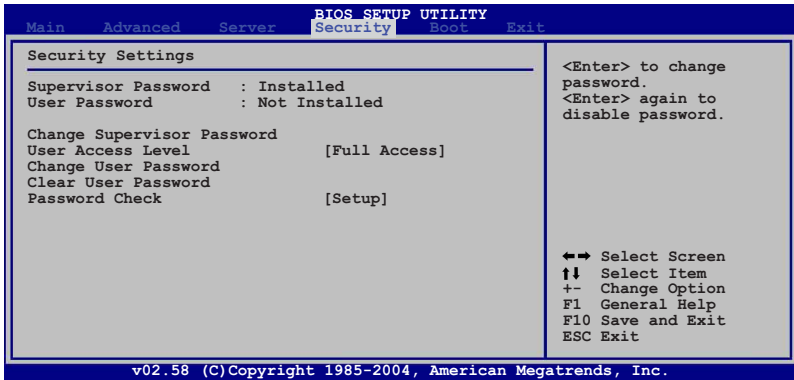 BIOS SETUP UTILITY
Main Advanced Server Security Boot Exit
Security Settings
Supervisor Password : Installed
User Password : Not Installed
Change Supervisor Password
User Access Level [Full Access]
Change User Password
Clear User Password
Password Check [Setup]
<Enter> to change
password.
<Enter> again to
disable password.
←→ Select Screen
↑↓ Select Item
+- Change Option
F1 General Help
F10 Save and Exit
ESC Exit
v02.58 (C)Copyright 1985-2004, American Megatrends, Inc.